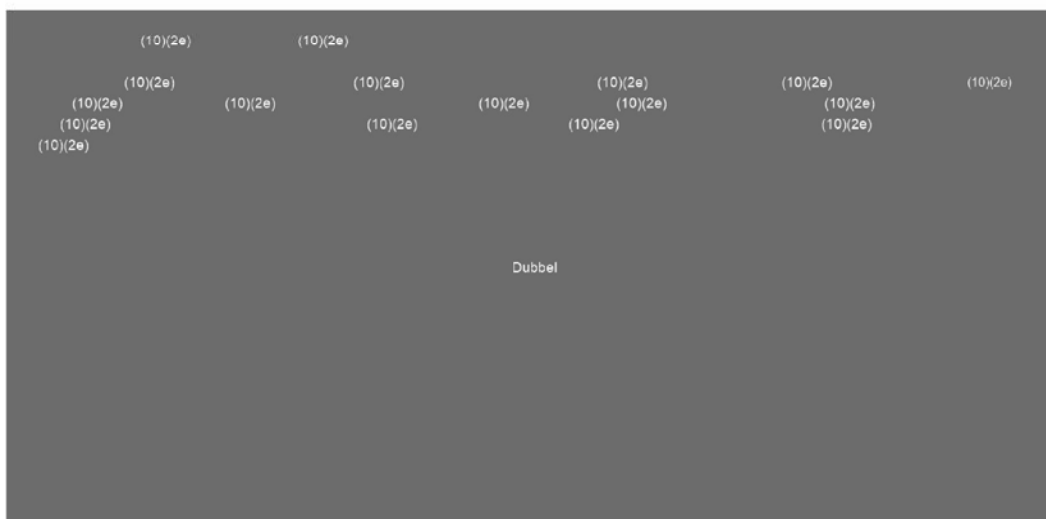 (10)(2e) (10)(2e)
(10)(2e) (10)(2e) (10)(2e) (10)(2e) (10)(2e)
(10)(2e) (10)(2e) (10)(2e) (10)(2e) (10)(2e)
(10)(2e) (10)(2e) (10)(2e) (10)(2e)
(10)(2e)
Dubbel